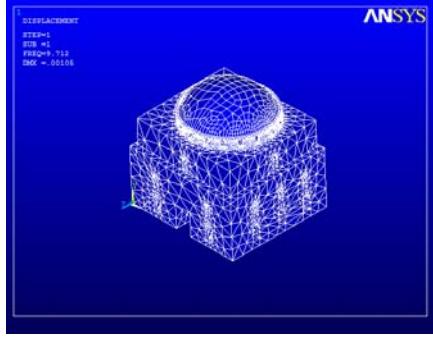 1
DISPLACEMENT
STEP=1
SUB =1
FREQ=9.712
DMX =.00105
ANSYS